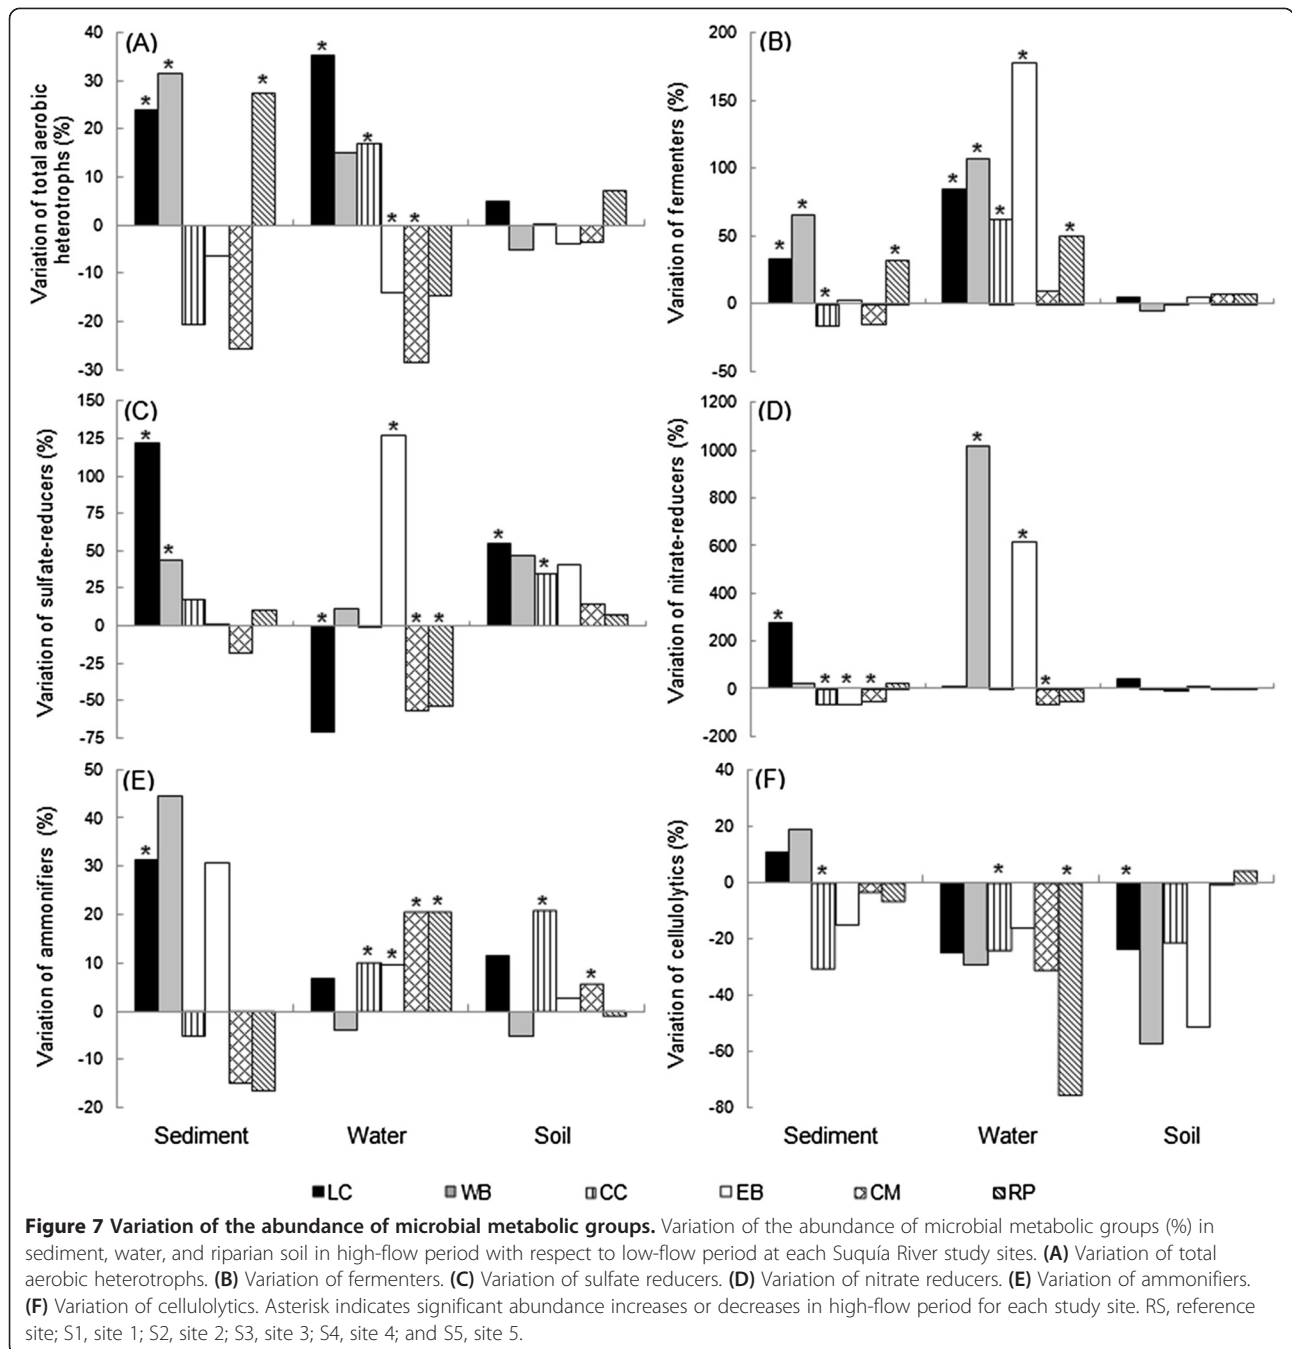 (A)
Variation of total aerobic
heterotrophs (%)
40
30
20
10
0
-10
-20
-30
* * * * * * *
(B)
Variation of fermenters (%)
200
150
100
50
0
-50
* * * * * * * * *
(C)
Variation of sulfate-reducers (%)
150
125
100
75
50
25
0
-25
-50
-75
* * * * * * * *
(D)
Variation of nitrate-reducers (%)
1200
1000
800
600
400
200
0
-200
* * * * * * *
(E)
Variation of ammonifiers (%)
50
40
30
20
10
0
-10
-20
* * * * * * *
Sediment Water Soil
(F)
Variation of cellulolytics (%)
40
20
0
-20
-40
-60
-80
* * * *
Sediment Water Soil
LC WB CC EB CM RP
Figure 7 Variation of the abundance of microbial metabolic groups. Variation of the abundance of microbial metabolic groups (%) in
sediment, water, and riparian soil in high-flow period with respect to low-flow period at each Suquía River study sites. (A) Variation of total
aerobic heterotrophs. (B) Variation of fermenters. (C) Variation of sulfate reducers. (D) Variation of nitrate reducers. (E) Variation of ammonifiers.
(F) Variation of cellulolytics. Asterisk indicates significant abundance increases or decreases in high-flow period for each study site. RS, reference
site; S1, site 1; S2, site 2; S3, site 3; S4, site 4; and S5, site 5.